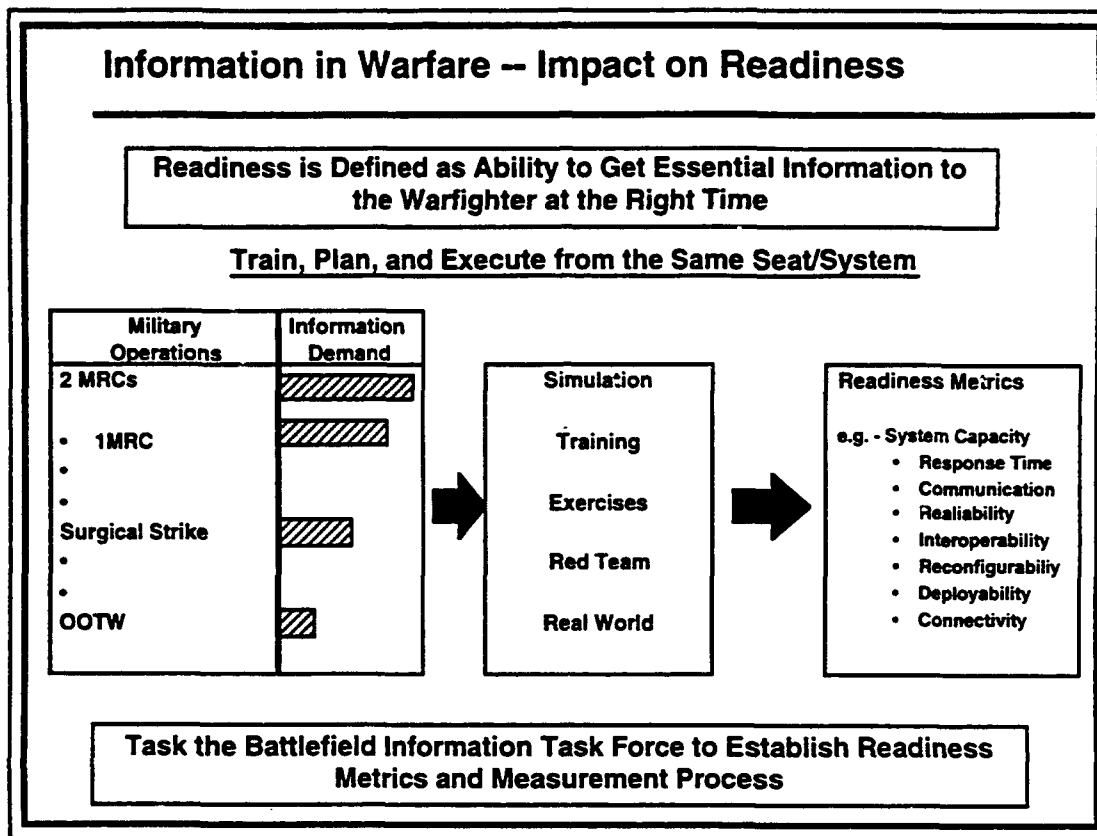 Information in Warfare -- Impact on Readiness
Readiness is Defined as Ability to Get Essential Information to
the Warfighter at the Right Time
Train, Plan, and Execute from the Same Seat/System
Military
Operations
Information
Demand
2 MRCs
• 1MRC
•
•
Surgical Strike
•
•
OOTW
Simulation
Training
Exercises
Red Team
Real World
Readiness Metrics
e.g. - System Capacity
• Response Time
• Communication
• Realiability
• Interoperability
• Reconfigurabiliy
• Deployability
• Connectivity
Task the Battlefield Information Task Force to Establish Readiness
Metrics and Measurement Process